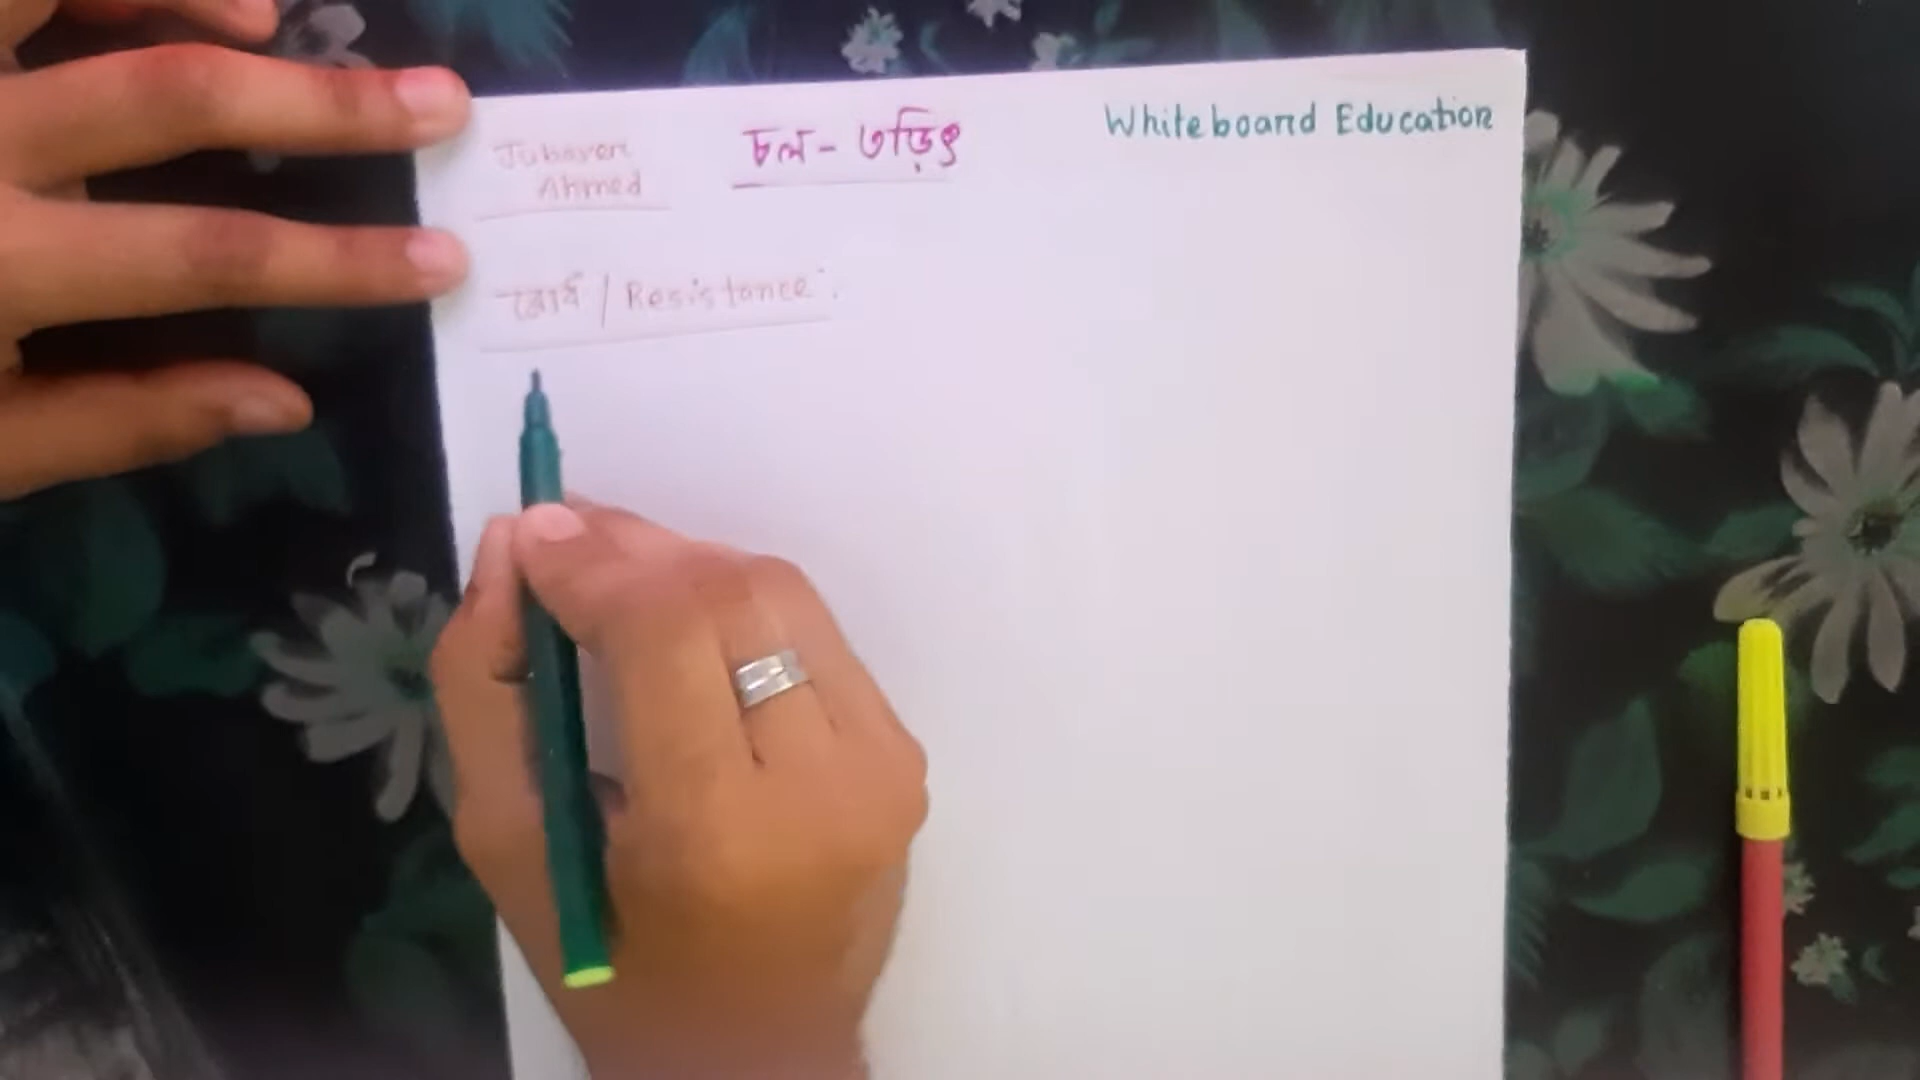 Jubayer
Ahmed
চল-তড়িৎ
Whiteboard Education
রোধ / Resistance :